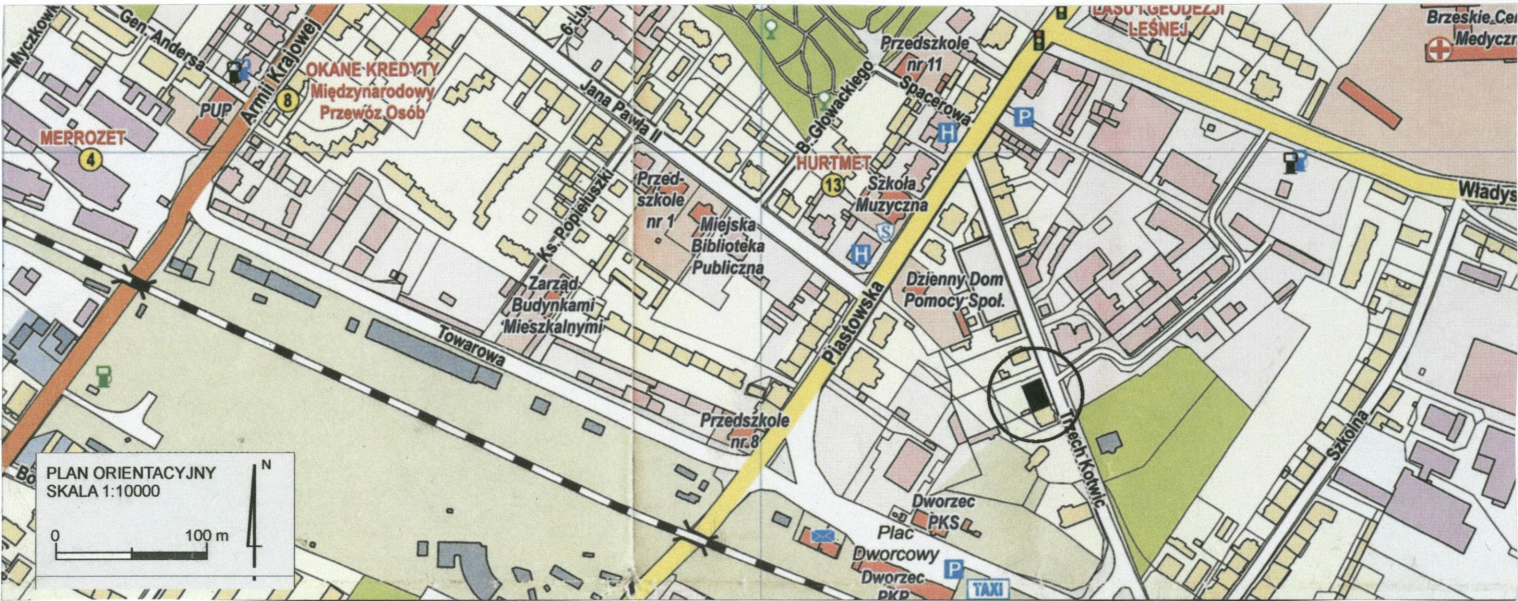 Myczkow
Gen. Andersa
Armii Krajowej
PUP
MEPROZET
4
8
OKANE KREDYTY
Międzynarodowy
Przewóz Osób
Jana Pawła II
Ks. Popiełuszki
Przed-
szkole
nr 1
Miejska
Biblioteka
Publiczna
Zarząd
Budynkami
Mieszkalnymi
Towarowa
B. Głowackiego
Przedszkole
nr 11
Spacerowa
H
P
HURTMET
13
Szkoła
Muzyczna
S
H
Piastowska
Dzienny Dom
Pomocy Społ.
LASU I GEODEZJI
LEŚNEJ
Brzeskie Cen
Medyczn
Władys
Trzech Kotwic
Szkolna
Przedszkole
nr 8
Dworzec
PKS
Plac
Dworcowy
Dworzec
PKP
P
TAXI
PLAN ORIENTACYJNY
SKALA 1:10000
N
0 100 m